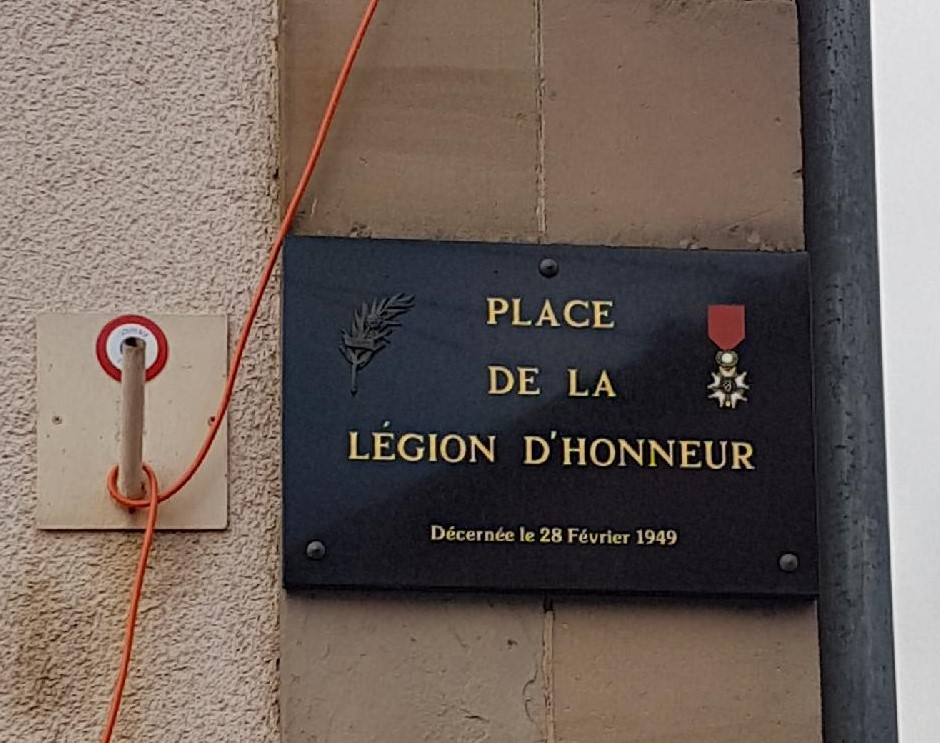 PLACE
DE LA
LÉGION D'HONNEUR
Décernée le 28 Février 1949